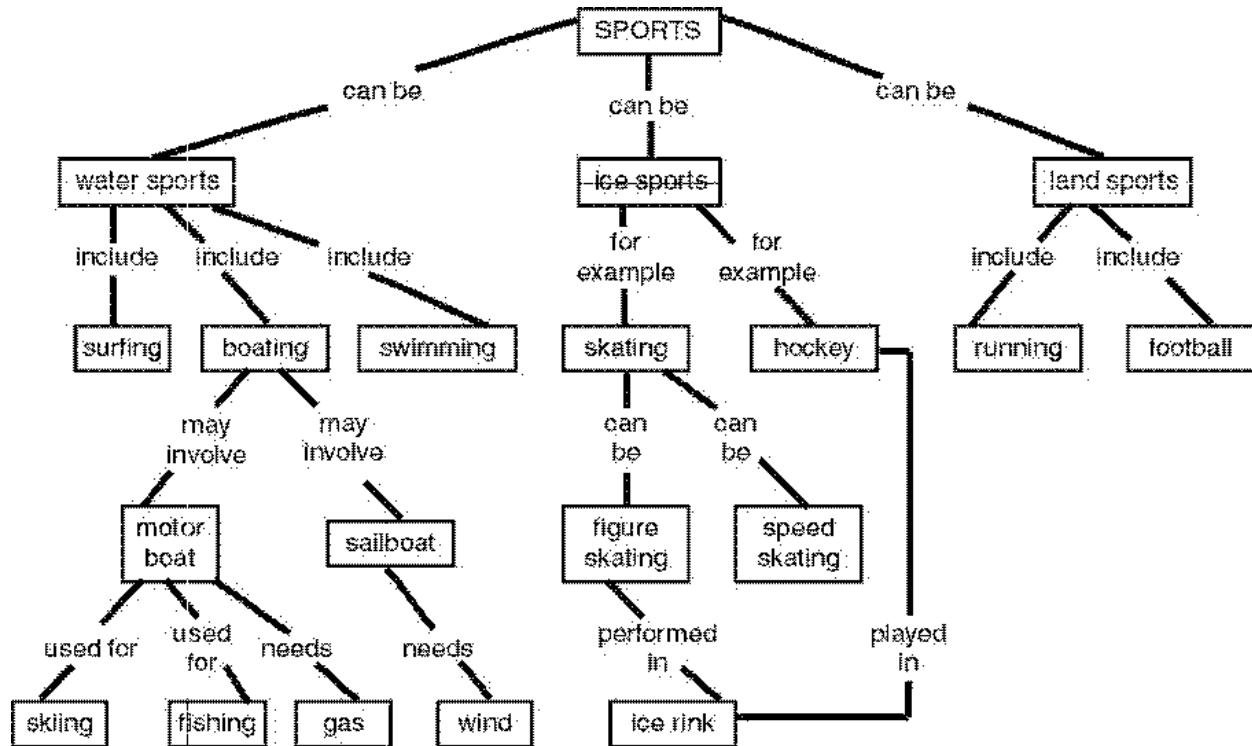 SPORTS
can be
can be
can be
water sports
ice sports
land sports
include
include
include
for
example
for
example
include
include
surfing
boating
swimming
skating
hockey
running
football
may
involve
may
involve
can
be
can
be
motor
boat
sailboat
figure
skating
speed
skating
used for
used
for
needs
needs
performed
in
played
in
skiing
fishing
gas
wind
ice rink